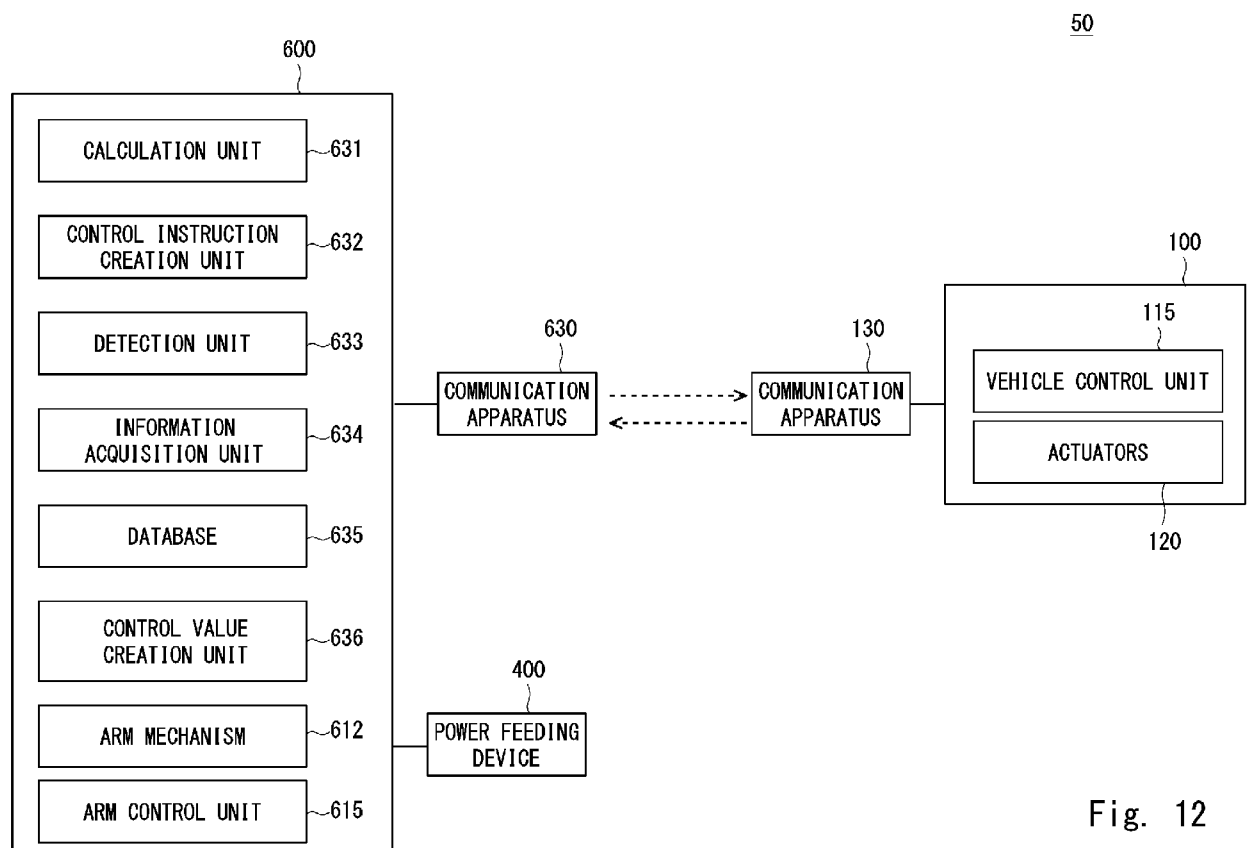 50
600
CALCULATION UNIT
631
CONTROL INSTRUCTION
CREATION UNIT
632
DETECTION UNIT
633
INFORMATION
ACQUISITION UNIT
634
DATABASE
635
CONTROL VALUE
CREATION UNIT
636
ARM MECHANISM
612
ARM CONTROL UNIT
615
630
COMMUNICATION
APPARATUS
130
COMMUNICATION
APPARATUS
100
115
VEHICLE CONTROL UNIT
ACTUATORS
120
400
POWER FEEDING
DEVICE
Fig. 12